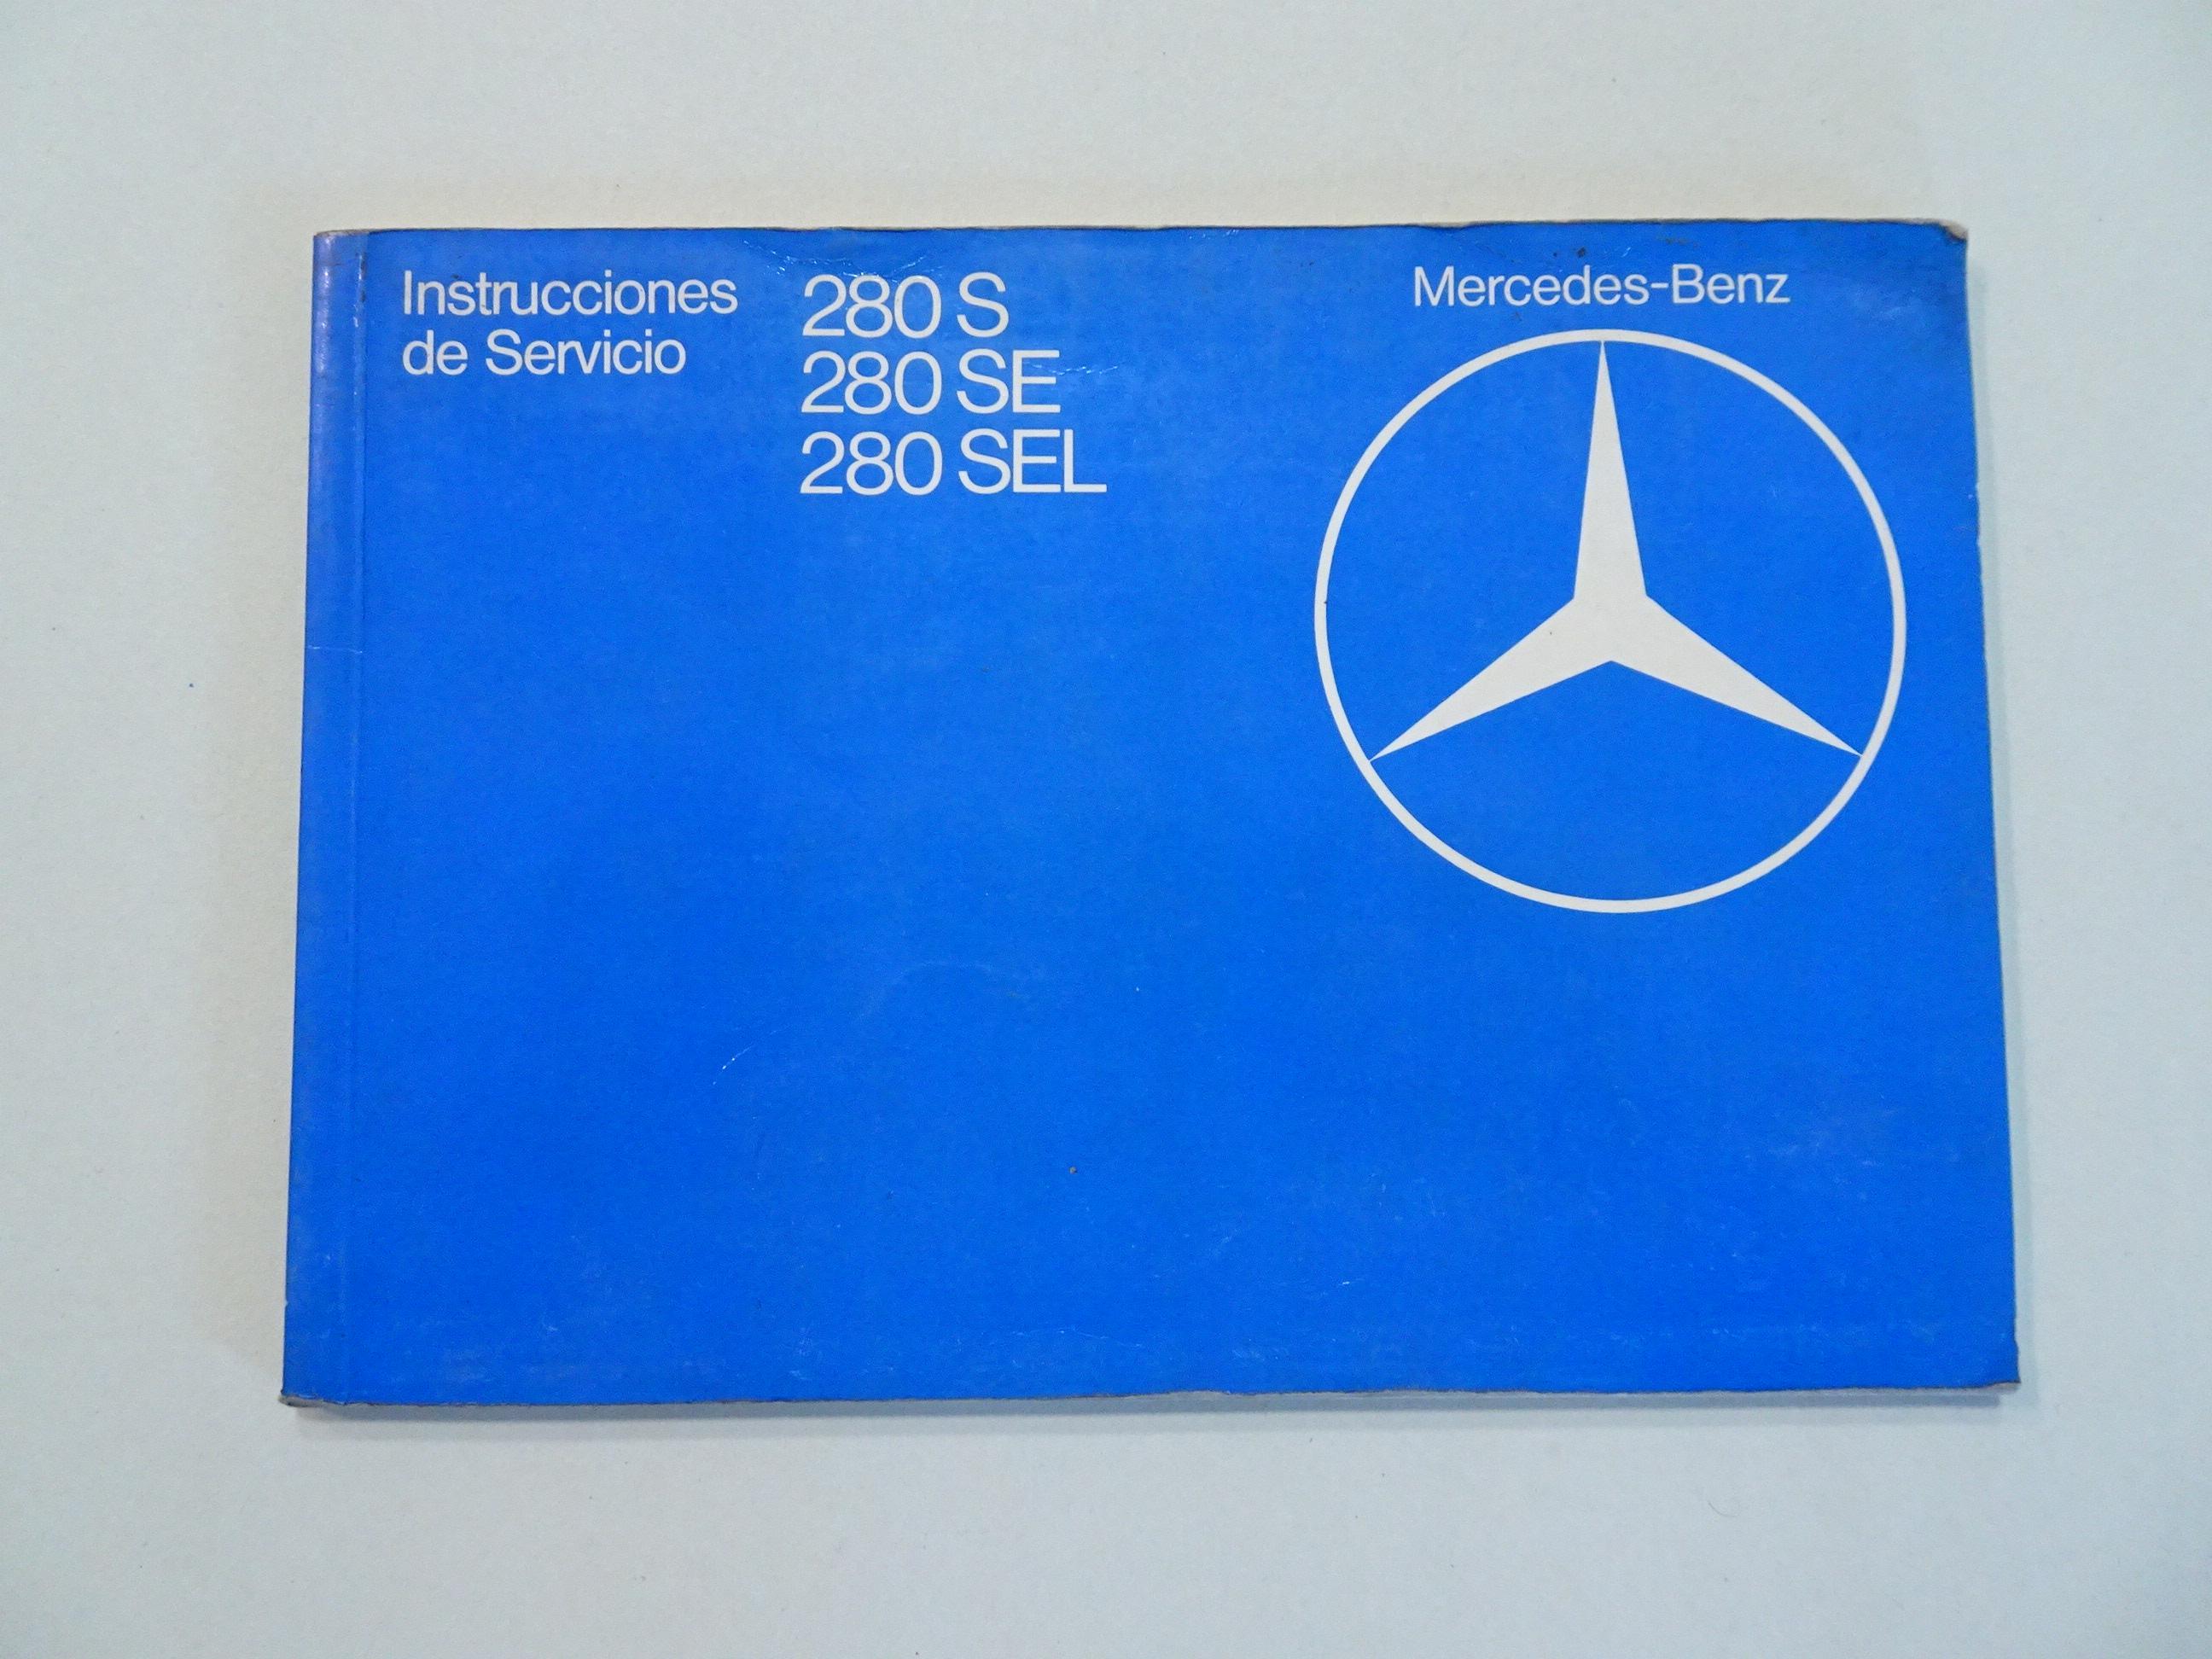 Instrucciones
de Servicio
280 S
280 SE
280 SEL
Mercedes-Benz